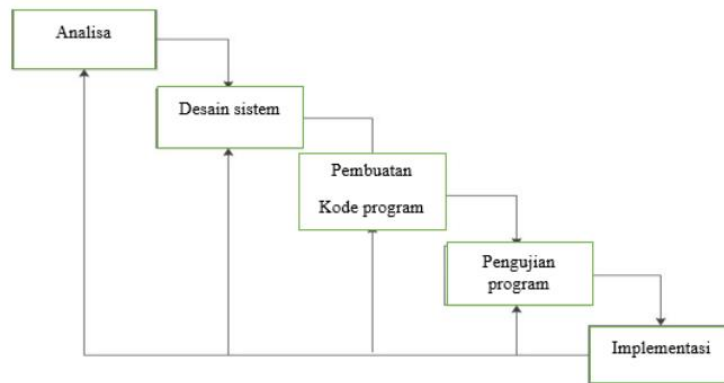 Analisa
Desain sistem
Pembuatan
Kode program
Pengujian
program
Implementasi